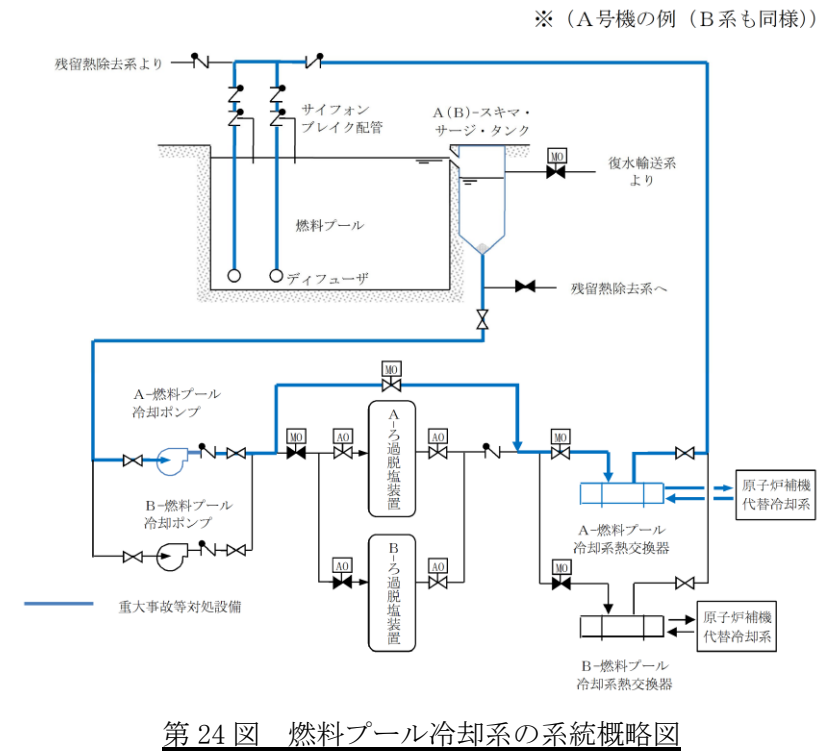 ※（Ａ号機の例（Ｂ系も同様））
残留熱除去系より
サイフォン
ブレイク配管
A(B)-スキマ・
サージ・タンク
MO
復水輸送系
より
燃料プール
ディフューザ
残留熱除去系へ
MO
A-燃料プール
冷却ポンプ
MO
AO
A-ろ過脱塩装置
AO
MO
原子炉補機
代替冷却系
B-燃料プール
冷却ポンプ
A-燃料プール
冷却系熱交換器
AO
B-ろ過脱塩装置
AO
MO
重大事故等対処設備
原子炉補機
代替冷却系
B-燃料プール
冷却系熱交換器
第 24 図　燃料プール冷却系の系統概略図